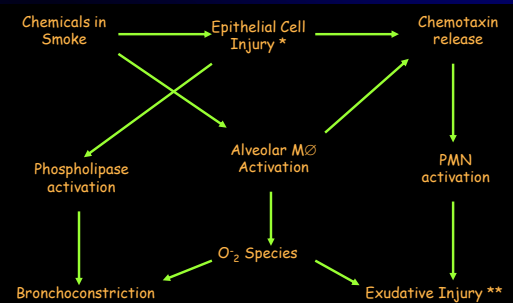 Chemicals in
Smoke
Epithelial Cell
Injury *
Chemotaxin
release
Phospholipase
activation
Alveolar M∅
Activation
PMN
activation
O⁻₂ Species
Bronchoconstriction
Exudative Injury **